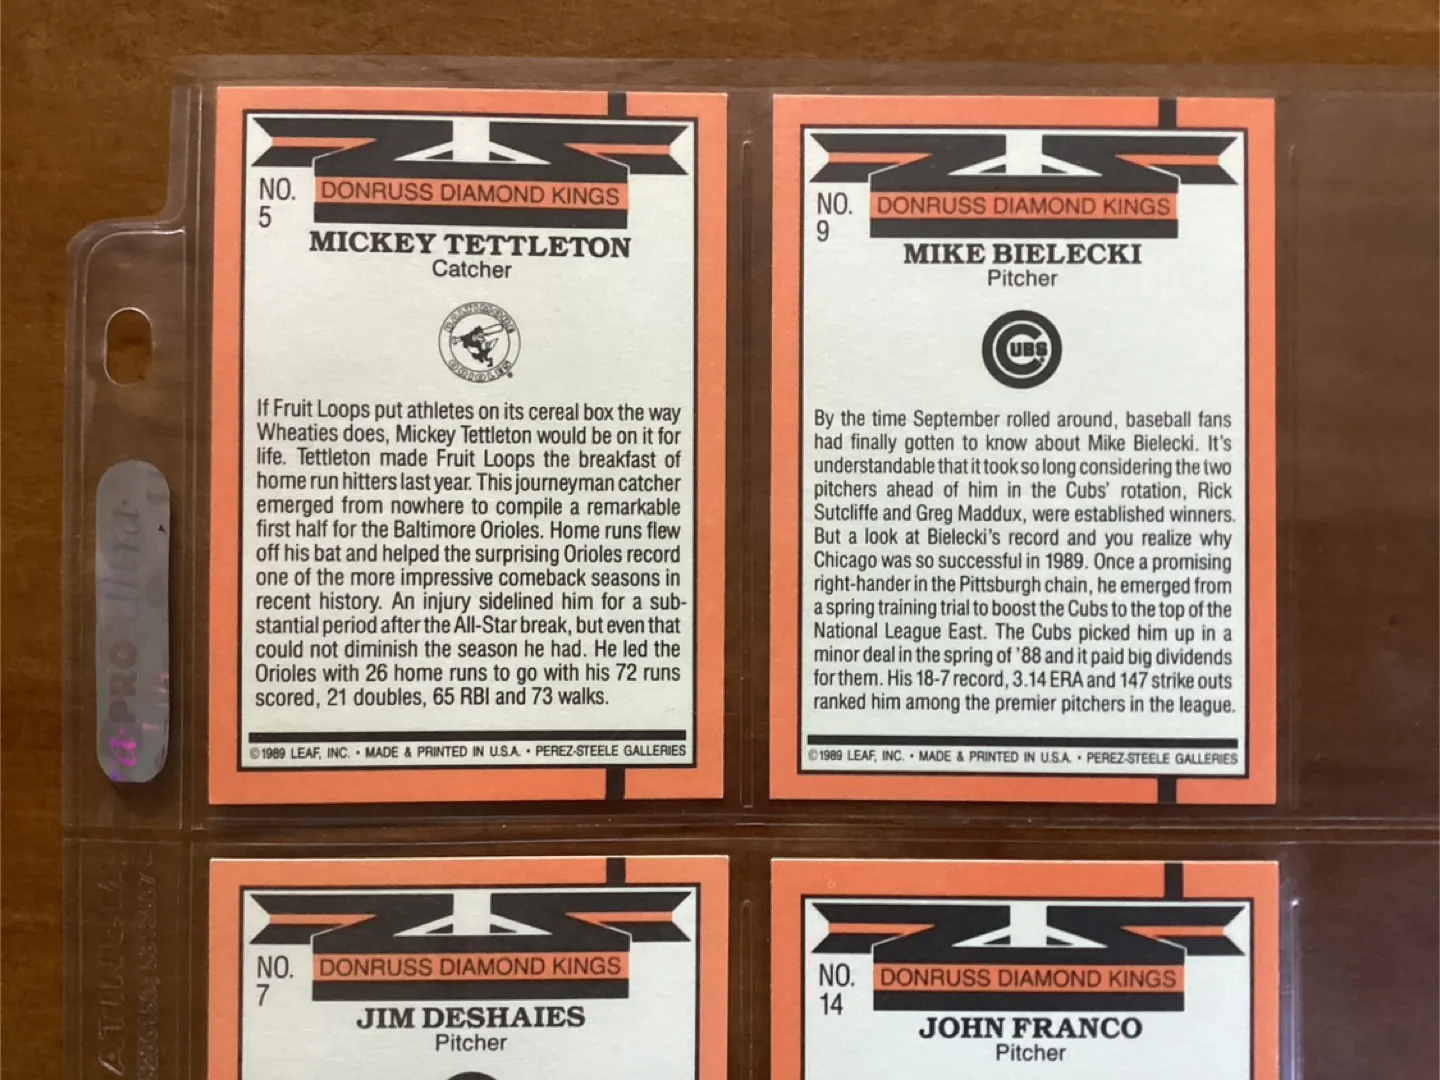 NO.
5
DONRUSS DIAMOND KINGS
MICKEY TETTLETON
Catcher
If Fruit Loops put athletes on its cereal box the way
Wheaties does, Mickey Tettleton would be on it for
life. Tettleton made Fruit Loops the breakfast of
home run hitters last year. This journeyman catcher
emerged from nowhere to compile a remarkable
first half for the Baltimore Orioles. Home runs flew
off his bat and helped the surprising Orioles record
one of the more impressive comeback seasons in
recent history. An injury sidelined him for a sub-
stantial period after the All-Star break, but even that
could not diminish the season he had. He led the
Orioles with 26 home runs to go with his 72 runs
scored, 21 doubles, 65 RBI and 73 walks.
©1989 LEAF, INC. • MADE & PRINTED IN U.S.A. • PEREZ-STEELE GALLERIES
NO.
9
DONRUSS DIAMOND KINGS
MIKE BIELECKI
Pitcher
CUBS
By the time September rolled around, baseball fans
had finally gotten to know about Mike Bielecki. It's
understandable that it took so long considering the two
pitchers ahead of him in the Cubs' rotation, Rick
Sutcliffe and Greg Maddux, were established winners.
But a look at Bielecki's record and you realize why
Chicago was so successful in 1989. Once a promising
right-hander in the Pittsburgh chain, he emerged from
a spring training trial to boost the Cubs to the top of the
National League East. The Cubs picked him up in a
minor deal in the spring of '88 and it paid big dividends
for them. His 18-7 record, 3.14 ERA and 147 strike outs
ranked him among the premier pitchers in the league.
©1989 LEAF, INC. • MADE & PRINTED IN U.S.A. • PEREZ-STEELE GALLERIES
NO.
7
DONRUSS DIAMOND KINGS
JIM DESHAIES
Pitcher
NO.
14
DONRUSS DIAMOND KINGS
JOHN FRANCO
Pitcher
ULTRA•PRO